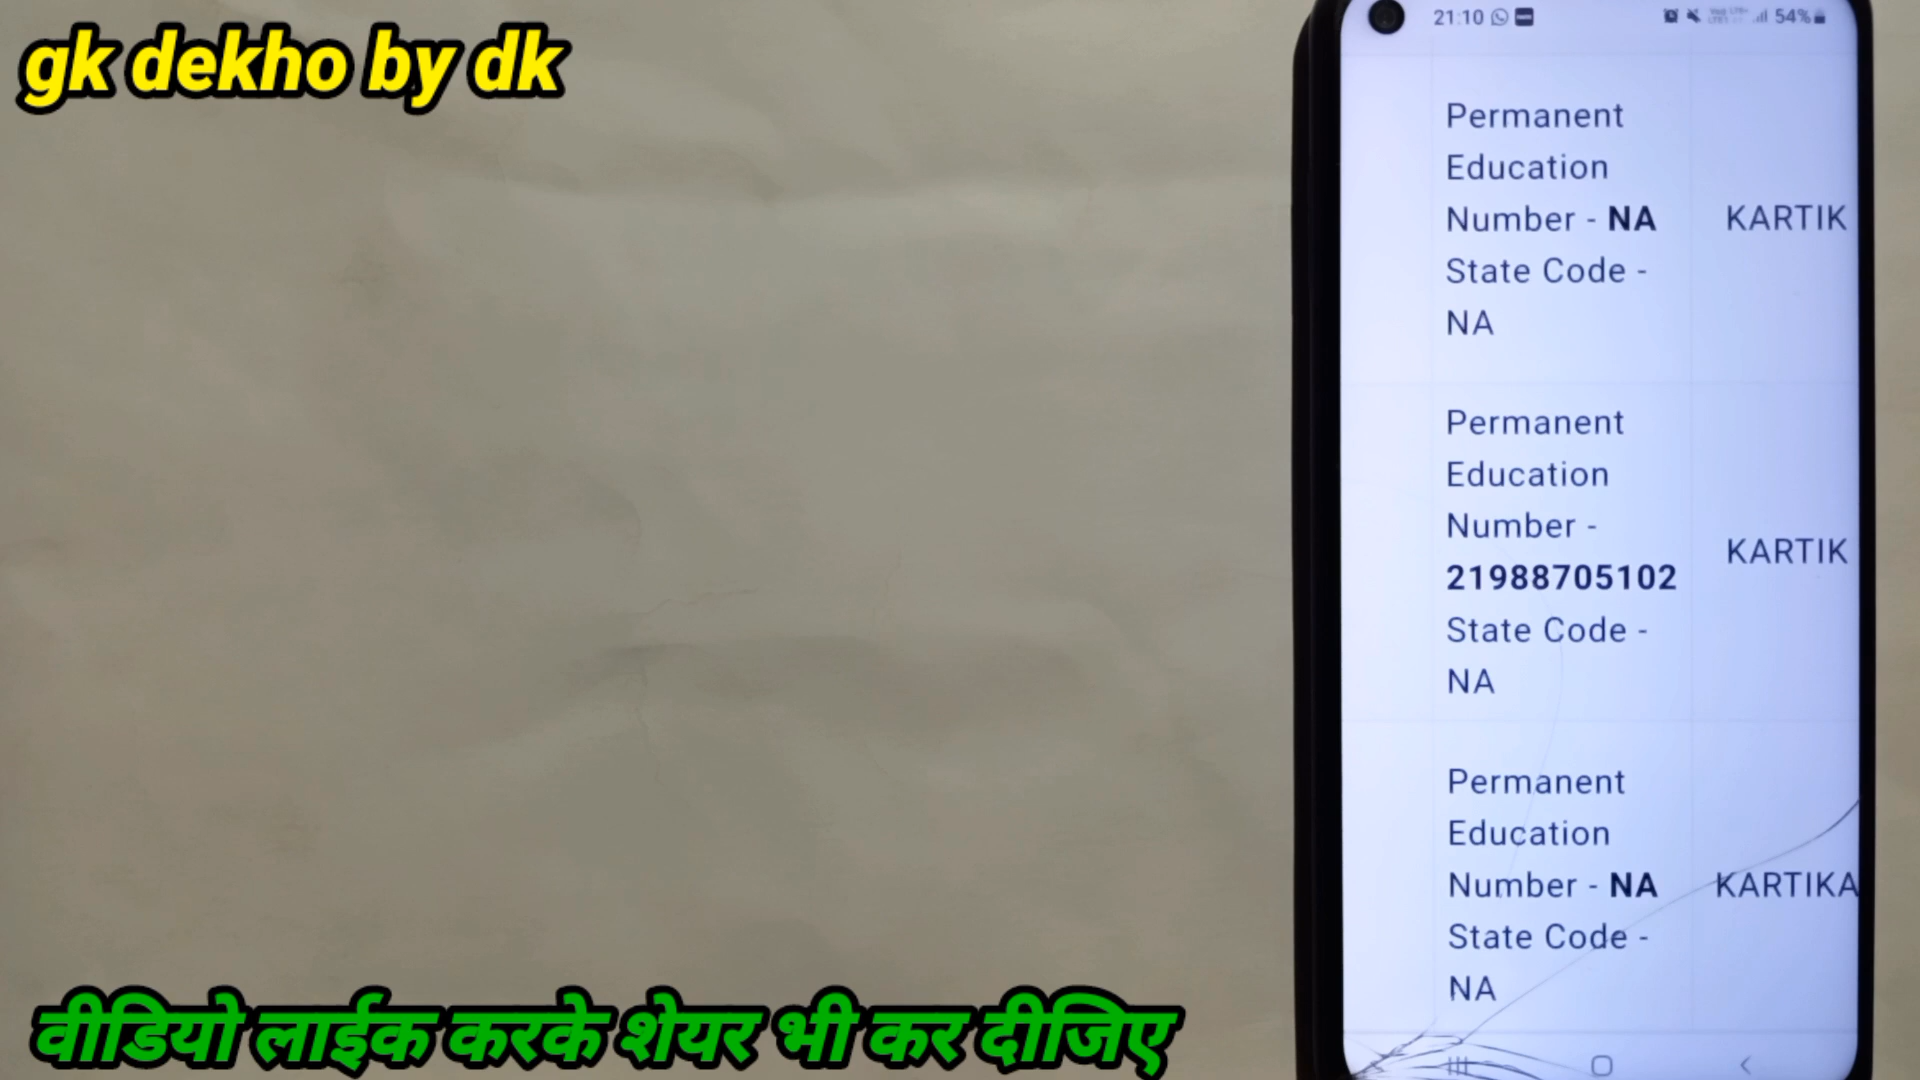 gk dekho by dk
21:10
54%
Permanent
Education
Number - NA
KARTIK
State Code -
NA
Permanent
Education
Number -
KARTIK
21988705102
State Code -
NA
Permanent
Education
Number - NA
KARTIKA
State Code -
NA
वीडियो लाईक करके शेयर भी कर दीजिए